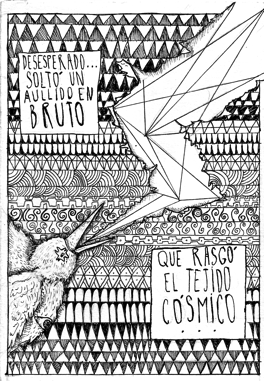 DESESPERADO...
SOLTÓ UN
AULLIDO EN
BRUTO
QUE RASGÓ
EL TEJIDO
CÓSMICO
...